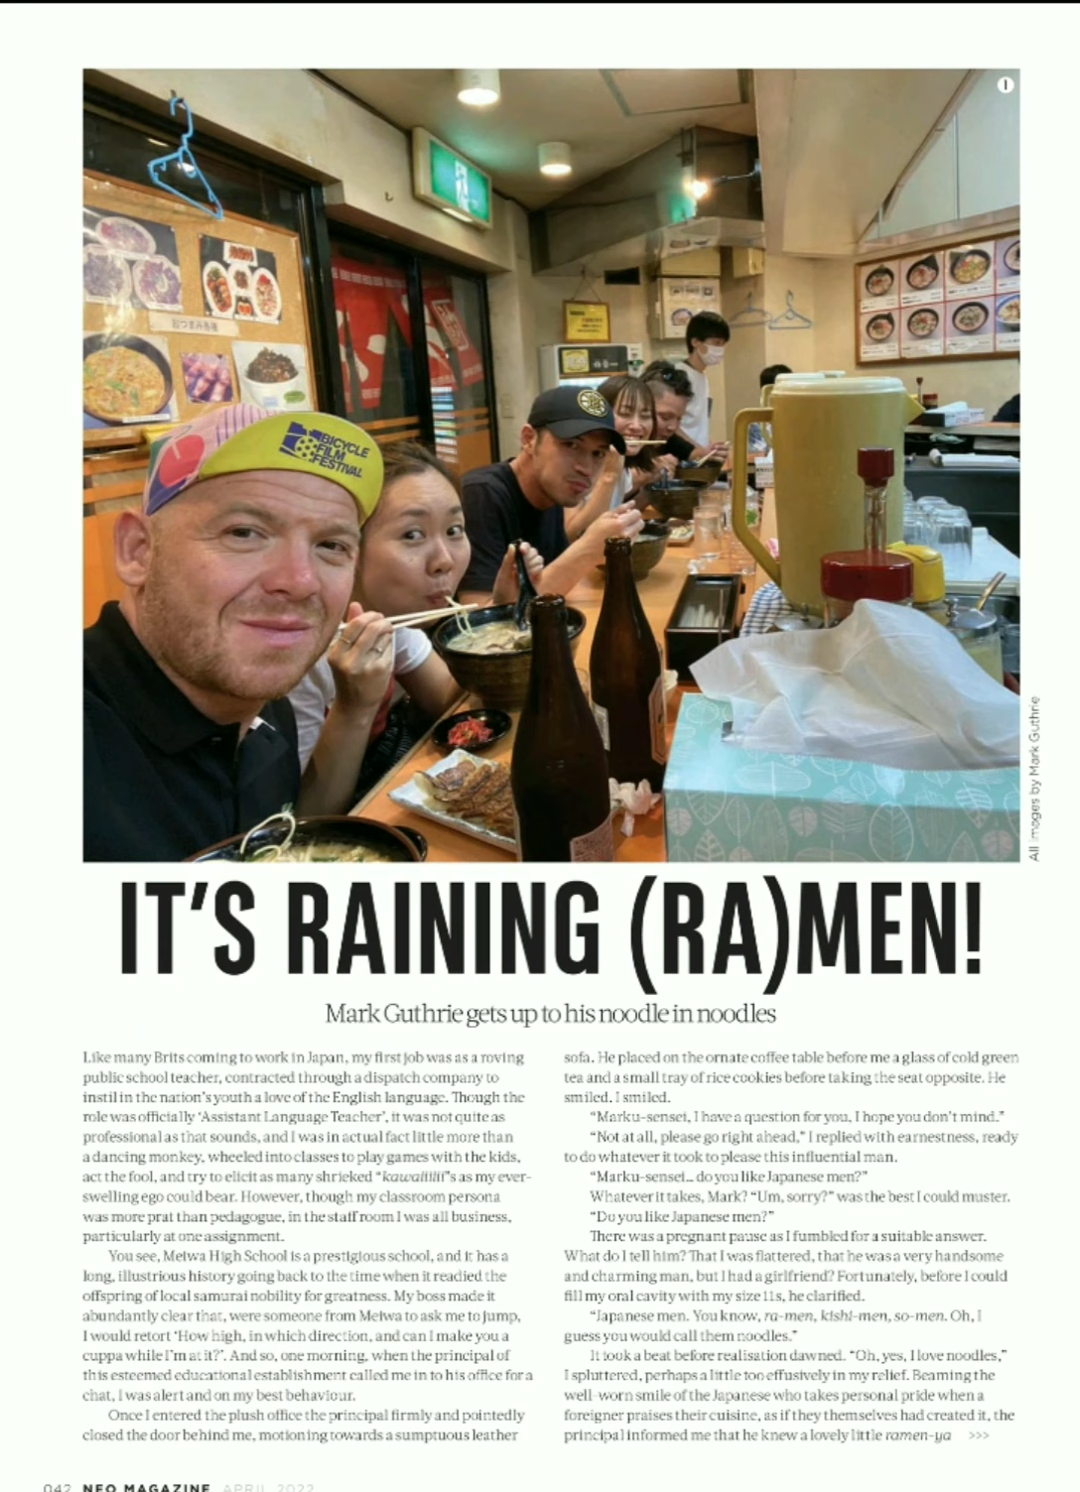 1
BICYCLE
FILM
FESTIVAL
おつまみ各種
All images by Mark Guthrie
IT'S RAINING (RA)MEN!
Mark Guthrie gets up to his noodle in noodles
Like many Brits coming to work in Japan, my first job was as a roving
public school teacher, contracted through a dispatch company to
instil in the nation's youth a love of the English language. Though the
role was officially 'Assistant Language Teacher', it was not quite as
professional as that sounds, and I was in actual fact little more than
a dancing monkey, wheeled into classes to play games with the kids,
act the fool, and try to elicit as many shrieked "kawaiiiii"s as my ever-
swelling ego could bear. However, though my classroom persona
was more prat than pedagogue, in the staff room I was all business,
particularly at one assignment.
You see, Meiwa High School is a prestigious school, and it has a
long, illustrious history going back to the time when it readied the
offspring of local samurai nobility for greatness. My boss made it
abundantly clear that, were someone from Meiwa to ask me to jump,
I would retort 'How high, in which direction, and can I make you a
cuppa while I'm at it?'. And so, one morning, when the principal of
this esteemed educational establishment called me in to his office for a
chat, I was alert and on my best behaviour.
Once I entered the plush office the principal firmly and pointedly
closed the door behind me, motioning towards a sumptuous leather
sofa. He placed on the ornate coffee table before me a glass of cold green
tea and a small tray of rice cookies before taking the seat opposite. He
smiled. I smiled.
"Marku-sensei, I have a question for you, I hope you don't mind."
"Not at all, please go right ahead," I replied with earnestness, ready
to do whatever it took to please this influential man.
"Marku-sensei... do you like Japanese men?"
Whatever it takes, Mark? "Um, sorry?" was the best I could muster.
"Do you like Japanese men?"
There was a pregnant pause as I fumbled for a suitable answer.
What do I tell him? That I was flattered, that he was a very handsome
and charming man, but I had a girlfriend? Fortunately, before I could
fill my oral cavity with my size 11s, he clarified.
"Japanese men. You know, ra-men, kishi-men, so-men. Oh, I
guess you would call them noodles."
It took a beat before realisation dawned. "Oh, yes, I love noodles,"
I spluttered, perhaps a little too effusively in my relief. Beaming the
well-worn smile of the Japanese who takes personal pride when a
foreigner praises their cuisine, as if they themselves had created it, the
principal informed me that he knew a lovely little ramen-ya >>>
042 NEO MAGAZINE APRIL 2022